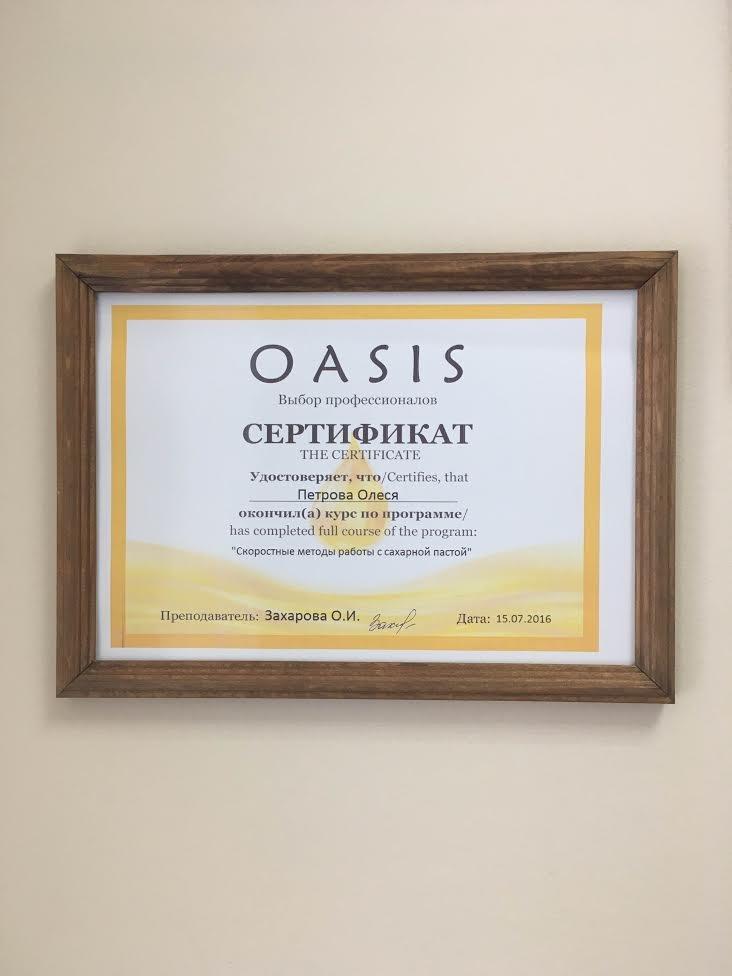 OASIS
Выбор профессионалов
СЕРТИФИКАТ
THE CERTIFICATE
Удостоверяет, что/Certifies, that
Петрова Олеся
окончил(а) курс по программе/
has completed full course of the program:
"Скоростные методы работы с сахарной пастой"
Преподаватель: Захарова О.И. Захар Дата: 15.07.2016